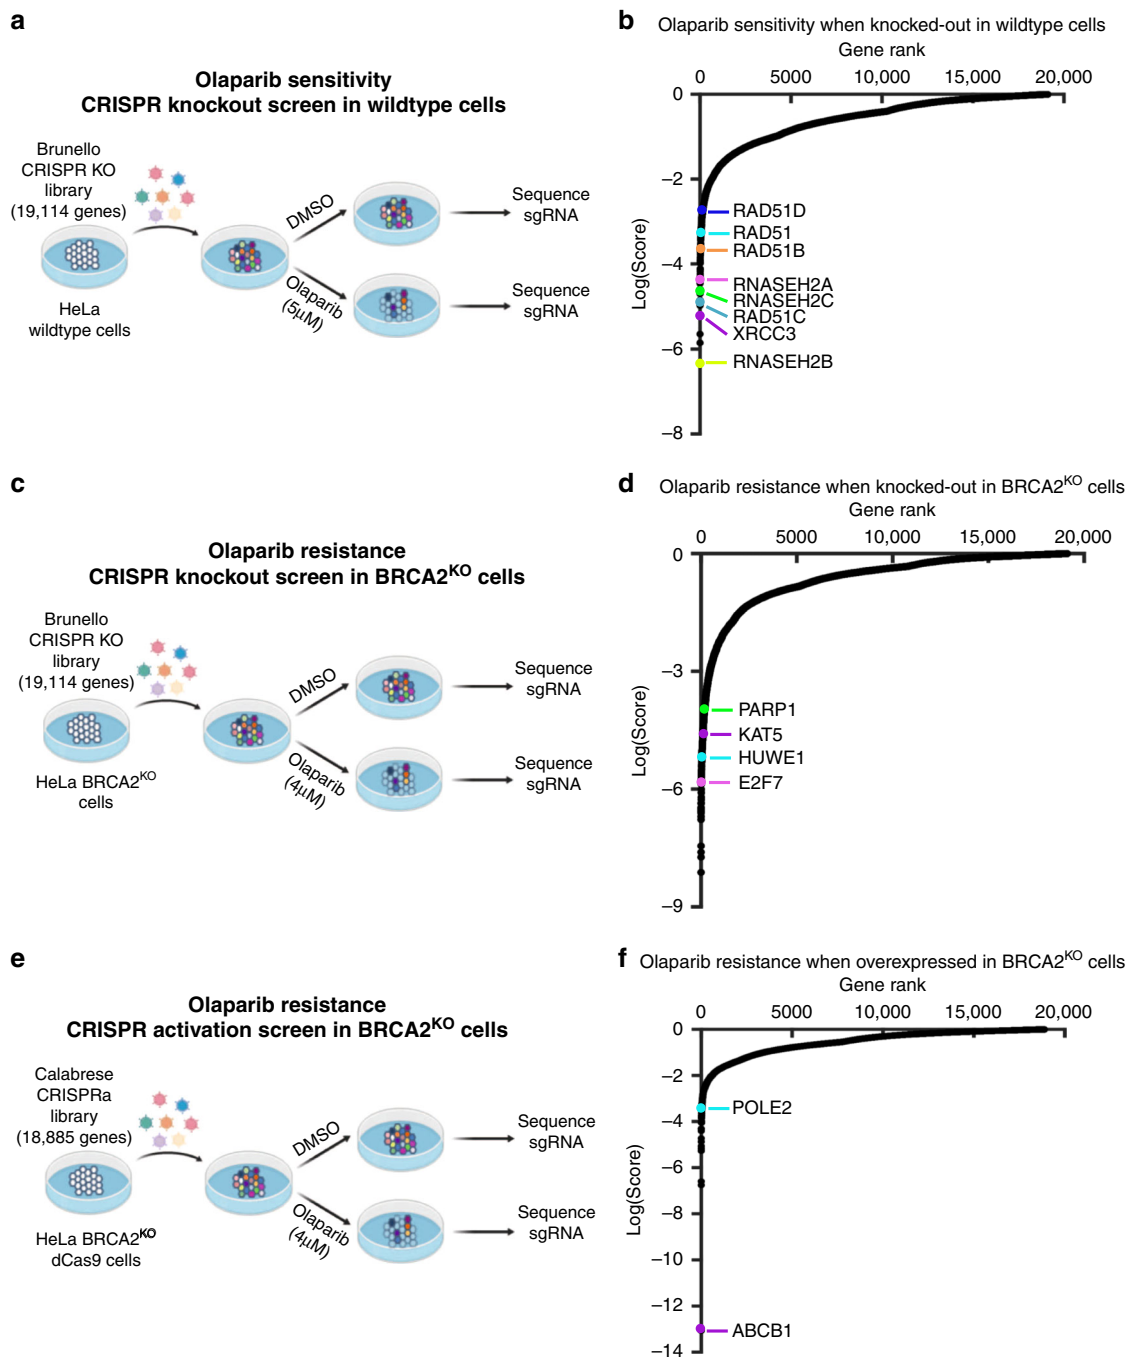 a
Olaparib sensitivity
CRISPR knockout screen in wildtype cells
Brunello
CRISPR KO
library
(19,114 genes)
HeLa
wildtype cells
DMSO
Olaparib
(5μM)
Sequence
sgRNA
Sequence
sgRNA
b
Olaparib sensitivity when knocked-out in wildtype cells
Gene rank
0 5000 10,000 15,000 20,000
0
−2
−4
−6
−8
Log(Score)
RAD51D
RAD51
RAD51B
RNASEH2A
RNASEH2C
RAD51C
XRCC3
RNASEH2B
c
Olaparib resistance
CRISPR knockout screen in BRCA2KO cells
Brunello
CRISPR KO
library
(19,114 genes)
HeLa BRCA2KO
cells
DMSO
Olaparib
(4μM)
Sequence
sgRNA
Sequence
sgRNA
d
Olaparib resistance when knocked-out in BRCA2KO cells
Gene rank
0 5000 10,000 15,000 20,000
0
−3
−6
−9
Log(Score)
PARP1
KAT5
HUWE1
E2F7
e
Olaparib resistance
CRISPR activation screen in BRCA2KO cells
Calabrese
CRISPRa
library
(18,885 genes)
HeLa BRCA2KO
dCas9 cells
DMSO
Olaparib
(4μM)
Sequence
sgRNA
Sequence
sgRNA
f
Olaparib resistance when overexpressed in BRCA2KO cells
Gene rank
0 5000 10,000 15,000 20,000
0
−2
−4
−6
−8
−10
−12
−14
Log(Score)
POLE2
ABCB1